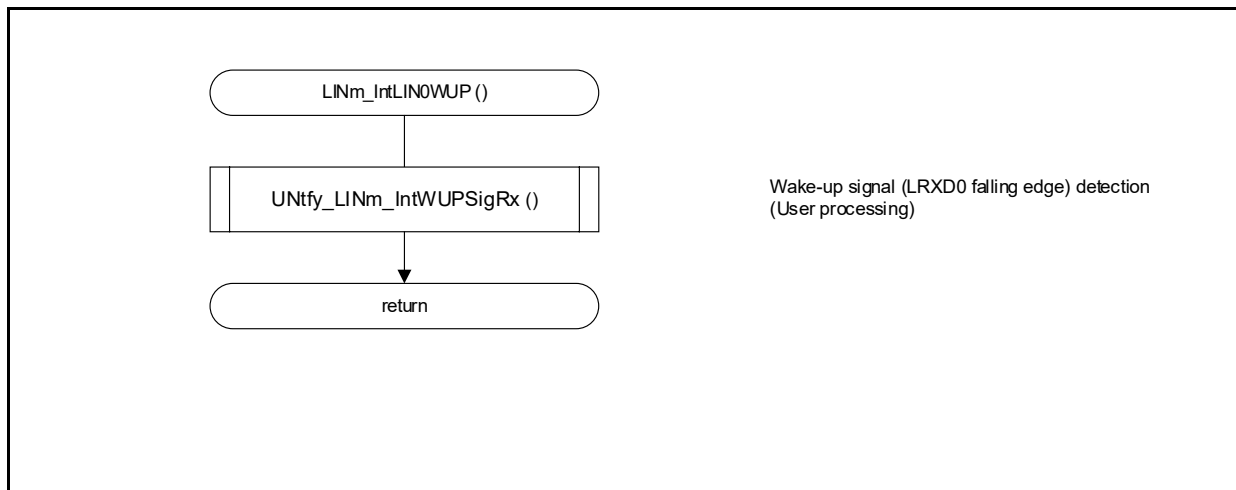 LINm_IntLIN0WUP ()
UNtfy_LINm_IntWUPSigRx ()
Wake-up signal (LRXD0 falling edge) detection
(User processing)
return